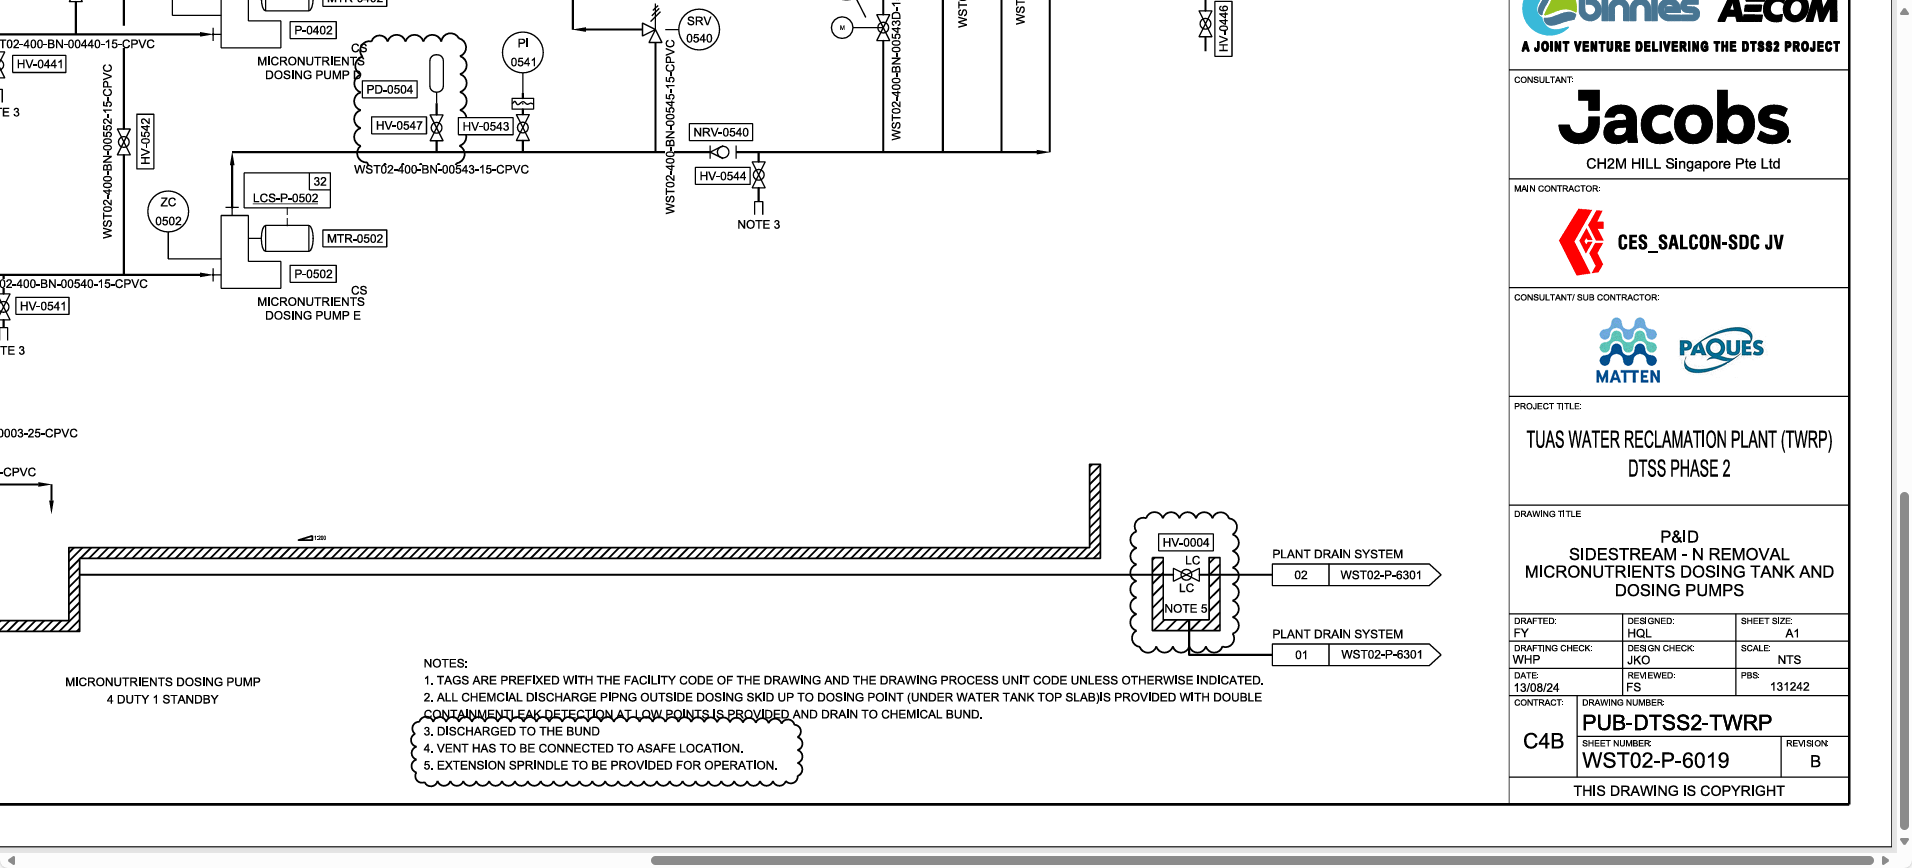 MTR-0402
P-0402
T02-400-BN-00440-15-CPVC
HV-0441
CS
MICRONUTRIENTS
DOSING PUMP D
PD-0504
HV-0547
HV-0543
PI
0541
SRV
0540
M
HV-0446
WST02-400-BN-00552-15-CPVC
HV-0542
WST02-400-BN-00545-15-CPVC
WST02-400-BN-00543D-1
WST
WST
NRV-0540
HV-0544
NOTE 3
WST02-400-BN-00543-15-CPVC
TE 3
32
LCS-P-0502
ZC
0502
MTR-0502
P-0502
02-400-BN-00540-15-CPVC
HV-0541
CS
MICRONUTRIENTS
DOSING PUMP E
TE 3
0003-25-CPVC
-CPVC
1:200
HV-0004
LC
LC
NOTE 5
PLANT DRAIN SYSTEM
02 WST02-P-6301
PLANT DRAIN SYSTEM
01 WST02-P-6301
MICRONUTRIENTS DOSING PUMP
4 DUTY 1 STANDBY
NOTES:
1. TAGS ARE PREFIXED WITH THE FACILITY CODE OF THE DRAWING AND THE DRAWING PROCESS UNIT CODE UNLESS OTHERWISE INDICATED.
2. ALL CHEMCIAL DISCHARGE PIPNG OUTSIDE DOSING SKID UP TO DOSING POINT (UNDER WATER TANK TOP SLAB)IS PROVIDED WITH DOUBLE
CONTAINMENTLEAK DETECTION AT LOW POINTS IS PROVIDED AND DRAIN TO CHEMICAL BUND.
3. DISCHARGED TO THE BUND
4. VENT HAS TO BE CONNECTED TO ASAFE LOCATION.
5. EXTENSION SPRINDLE TO BE PROVIDED FOR OPERATION.
binnies AECOM
A JOINT VENTURE DELIVERING THE DTSS2 PROJECT
CONSULTANT:
Jacobs
CH2M HILL Singapore Pte Ltd
MAIN CONTRACTOR:
CES_SALCON-SDC JV
CONSULTANT/ SUB CONTRACTOR:
MATTEN PAQUES
PROJECT TITLE:
TUAS WATER RECLAMATION PLANT (TWRP)
DTSS PHASE 2
DRAWING TITLE
P&ID
SIDESTREAM - N REMOVAL
MICRONUTRIENTS DOSING TANK AND
DOSING PUMPS
DRAFTED: DESIGNED: SHEET SIZE:
FY HQL A1
DRAFTING CHECK: DESIGN CHECK: SCALE:
WHP JKO NTS
DATE: REVIEWED: PBS:
13/08/24 FS 131242
CONTRACT: DRAWING NUMBER:
C4B PUB-DTSS2-TWRP
SHEET NUMBER: REVISION:
WST02-P-6019 B
THIS DRAWING IS COPYRIGHT